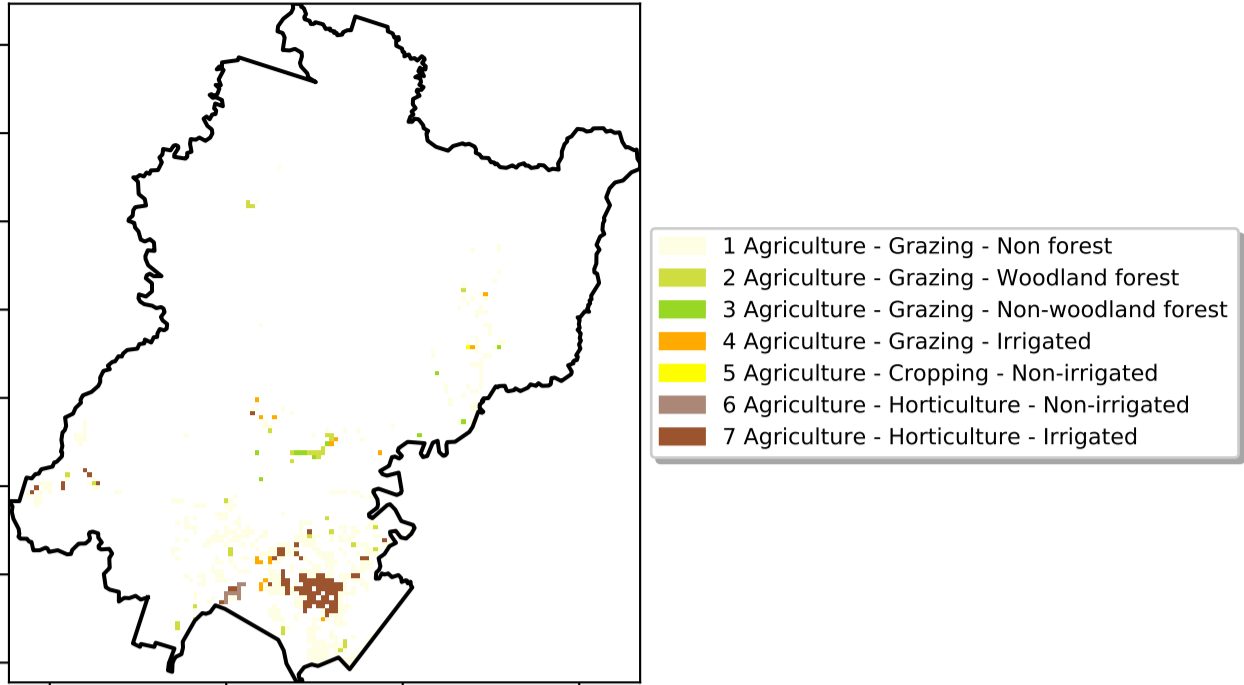 1 Agriculture - Grazing - Non forest
2 Agriculture - Grazing - Woodland forest
3 Agriculture - Grazing - Non-woodland forest
4 Agriculture - Grazing - Irrigated
5 Agriculture - Cropping - Non-irrigated
6 Agriculture - Horticulture - Non-irrigated
7 Agriculture - Horticulture - Irrigated